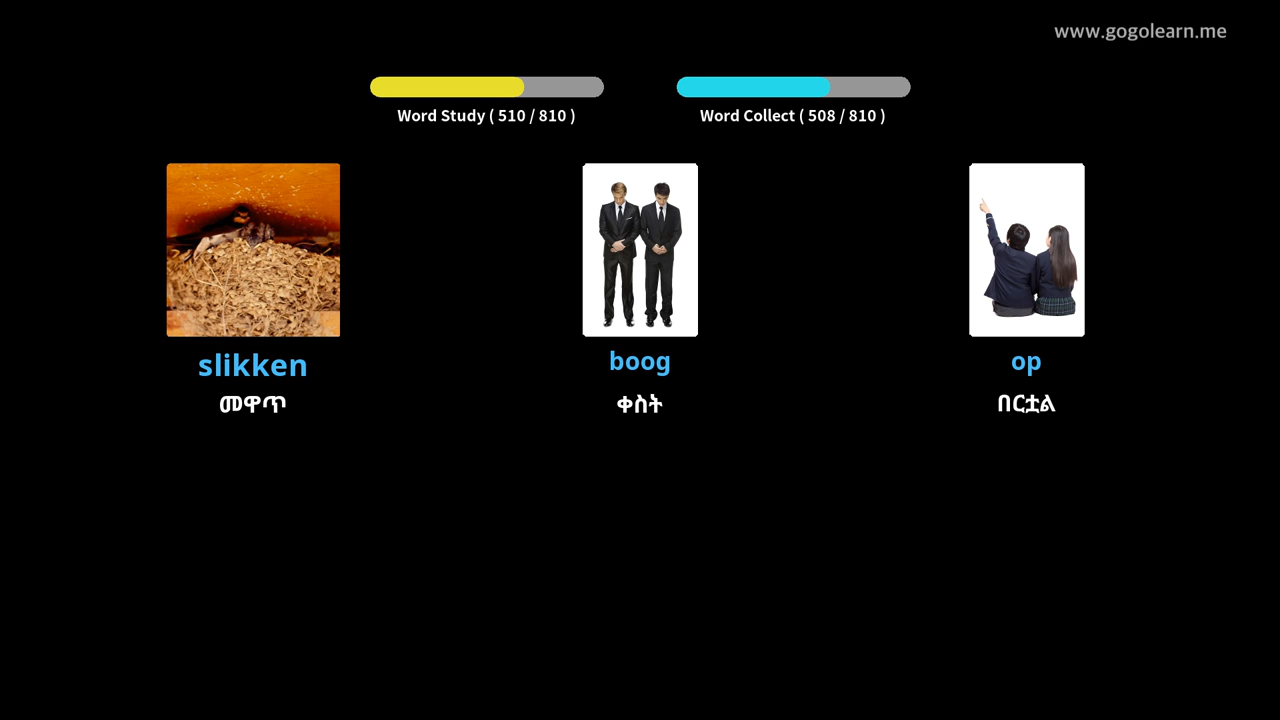 www.gogolearn.me
Word Study ( 510 / 810 )
Word Collect ( 508 / 810 )
slikken
መዋጥ
boog
ቀስት
op
በርቷል